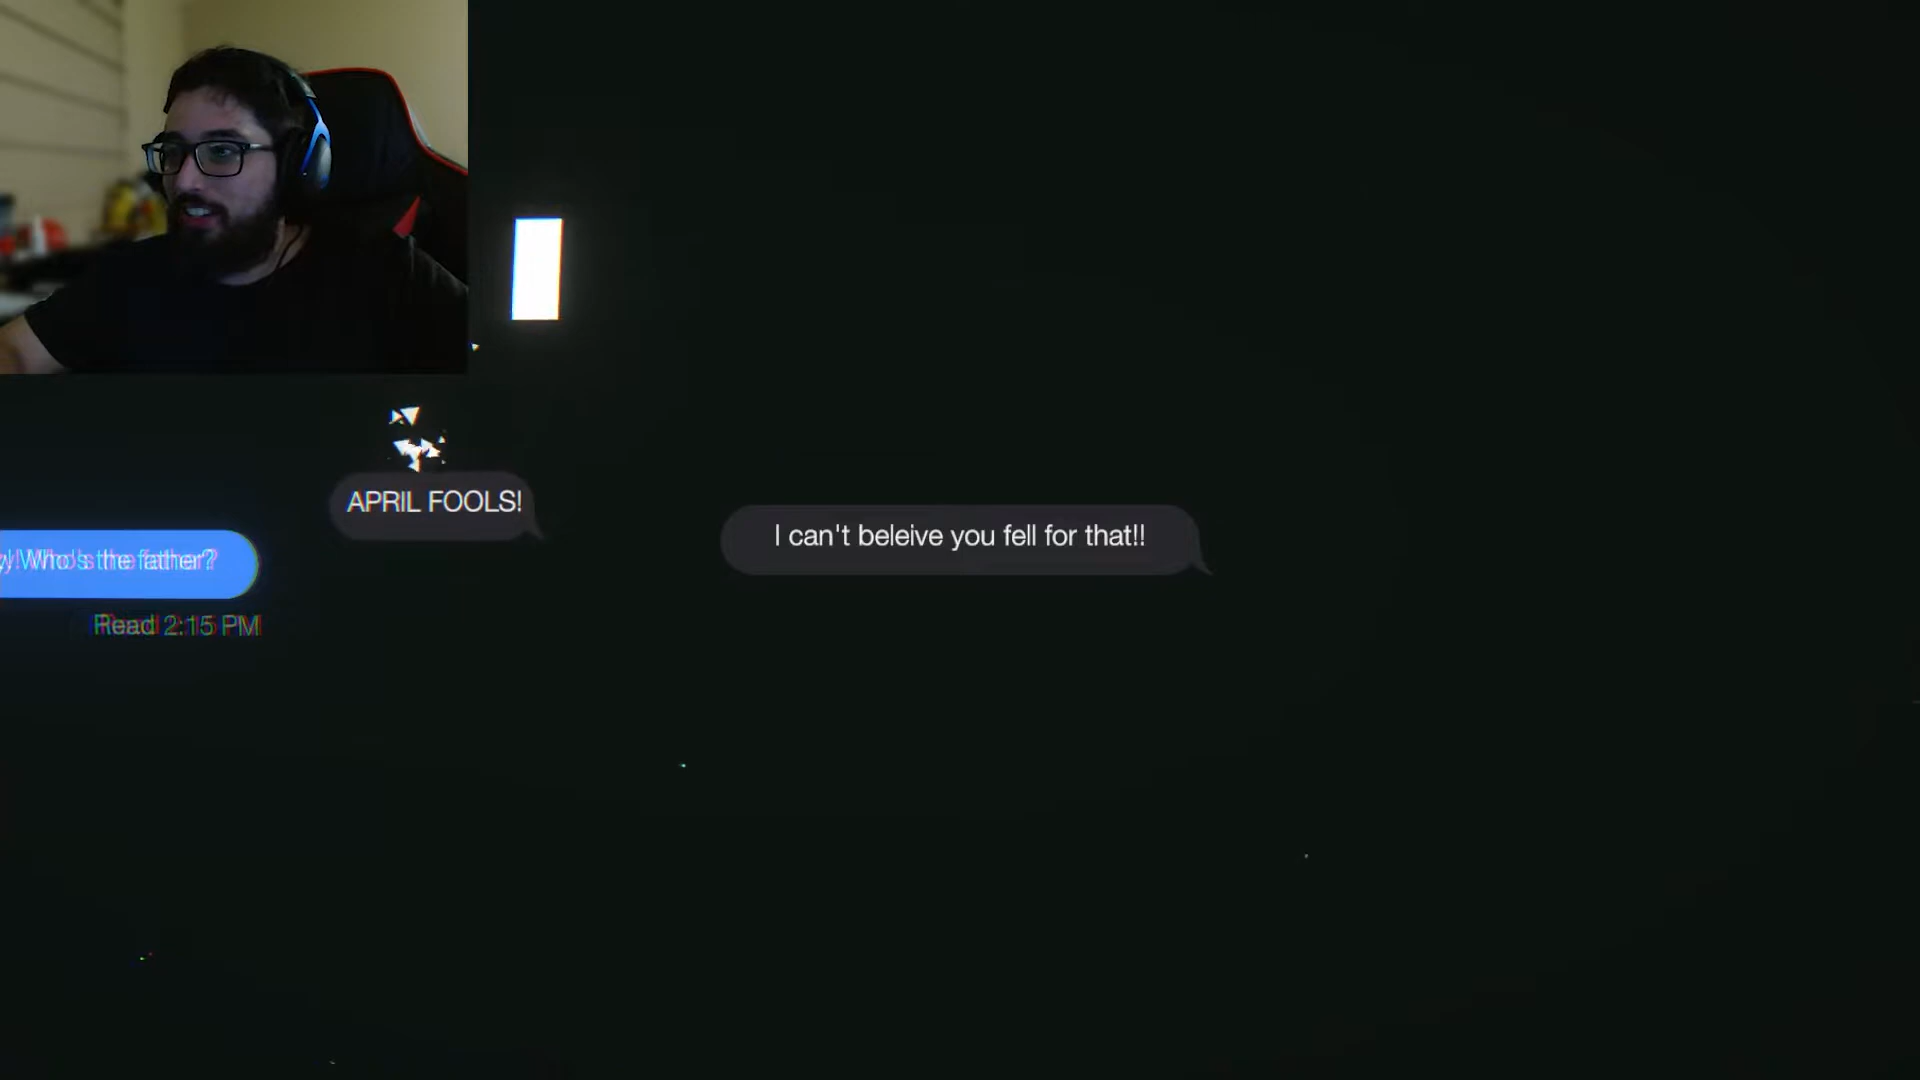 APRIL FOOLS!
I can't beleive you fell for that!!
y! Who's the father?
Read 2:15 PM